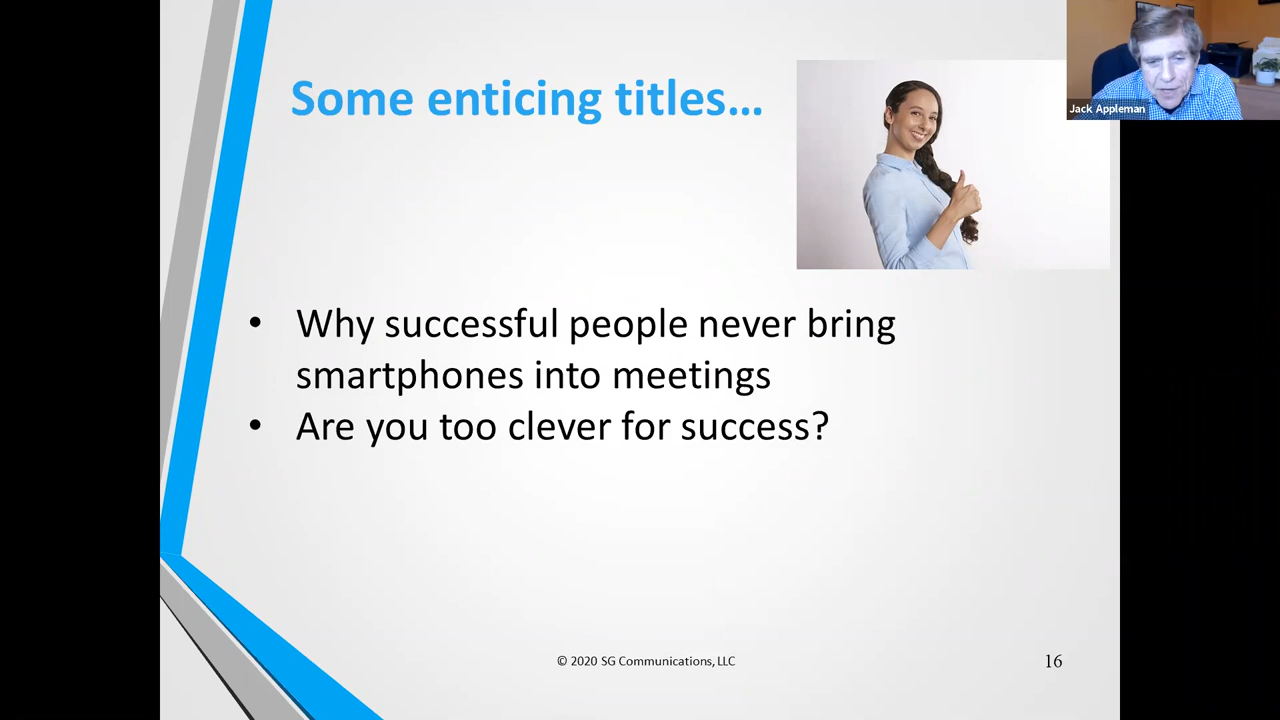 Some enticing titles...
Jack Appleman
• Why successful people never bring
smartphones into meetings
• Are you too clever for success?
© 2020 SG Communications, LLC
16